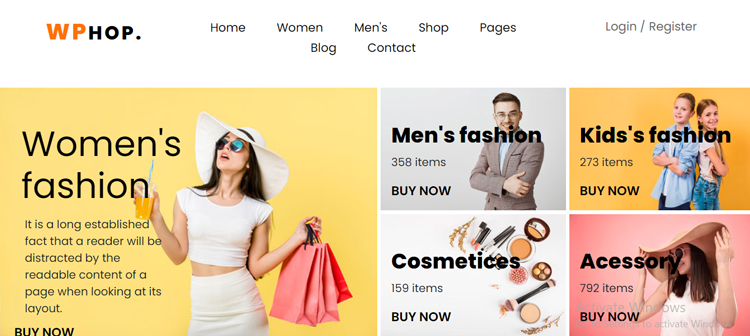 WPHOP.
Home Women Men's Shop Pages
Blog Contact
Login / Register
Women's
fashion
It is a long established
fact that a reader will be
distracted by the
readable content of a
page when looking at its
layout.
BUY NOW
Men's fashion
358 items
BUY NOW
Kids's fashion
273 items
BUY NOW
Cosmetices
159 items
BUY NOW
Acessory
792 items
BUY NOW
Activate Windows
to activate Windows